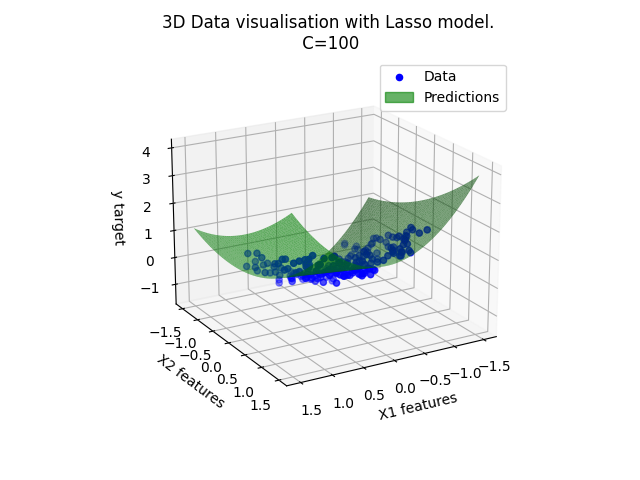 3D Data visualisation with Lasso model.
C=100
Data
Predictions
4
3
2
1
0
−1
y target
−1.5
−1.0
−0.5
0.0
0.5
1.0
1.5
X2 features
1.5
1.0
0.5
0.0
−0.5
−1.0
−1.5
X1 features